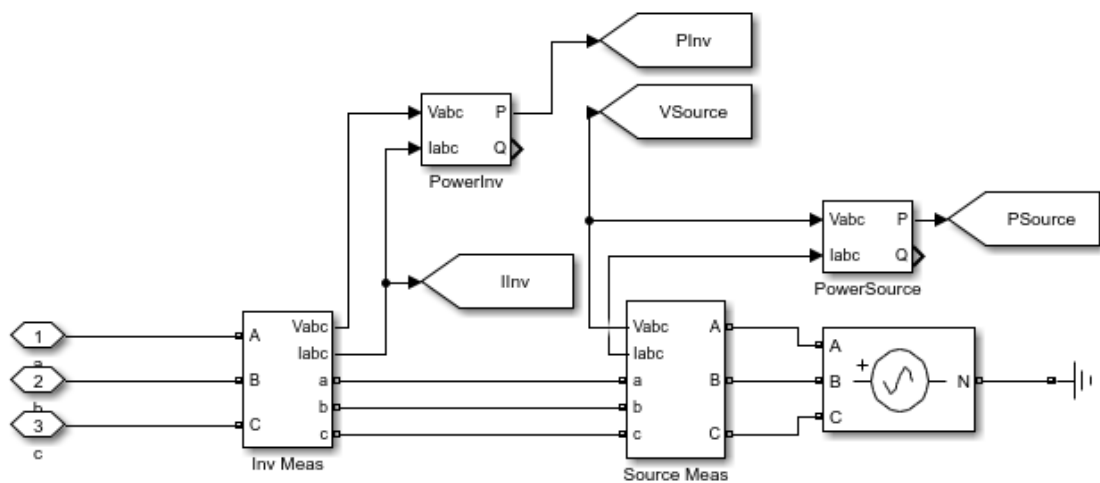 PInv
VSource
Vabc P
Iabc Q
PowerInv
Vabc P
Iabc Q
PowerSource
PSource
IInv
1
a
2
b
3
c
A Vabc
Iabc
B a
b
C c
Inv Meas
Vabc A
Iabc
a B
b
c C
Source Meas
A
+
B N
C